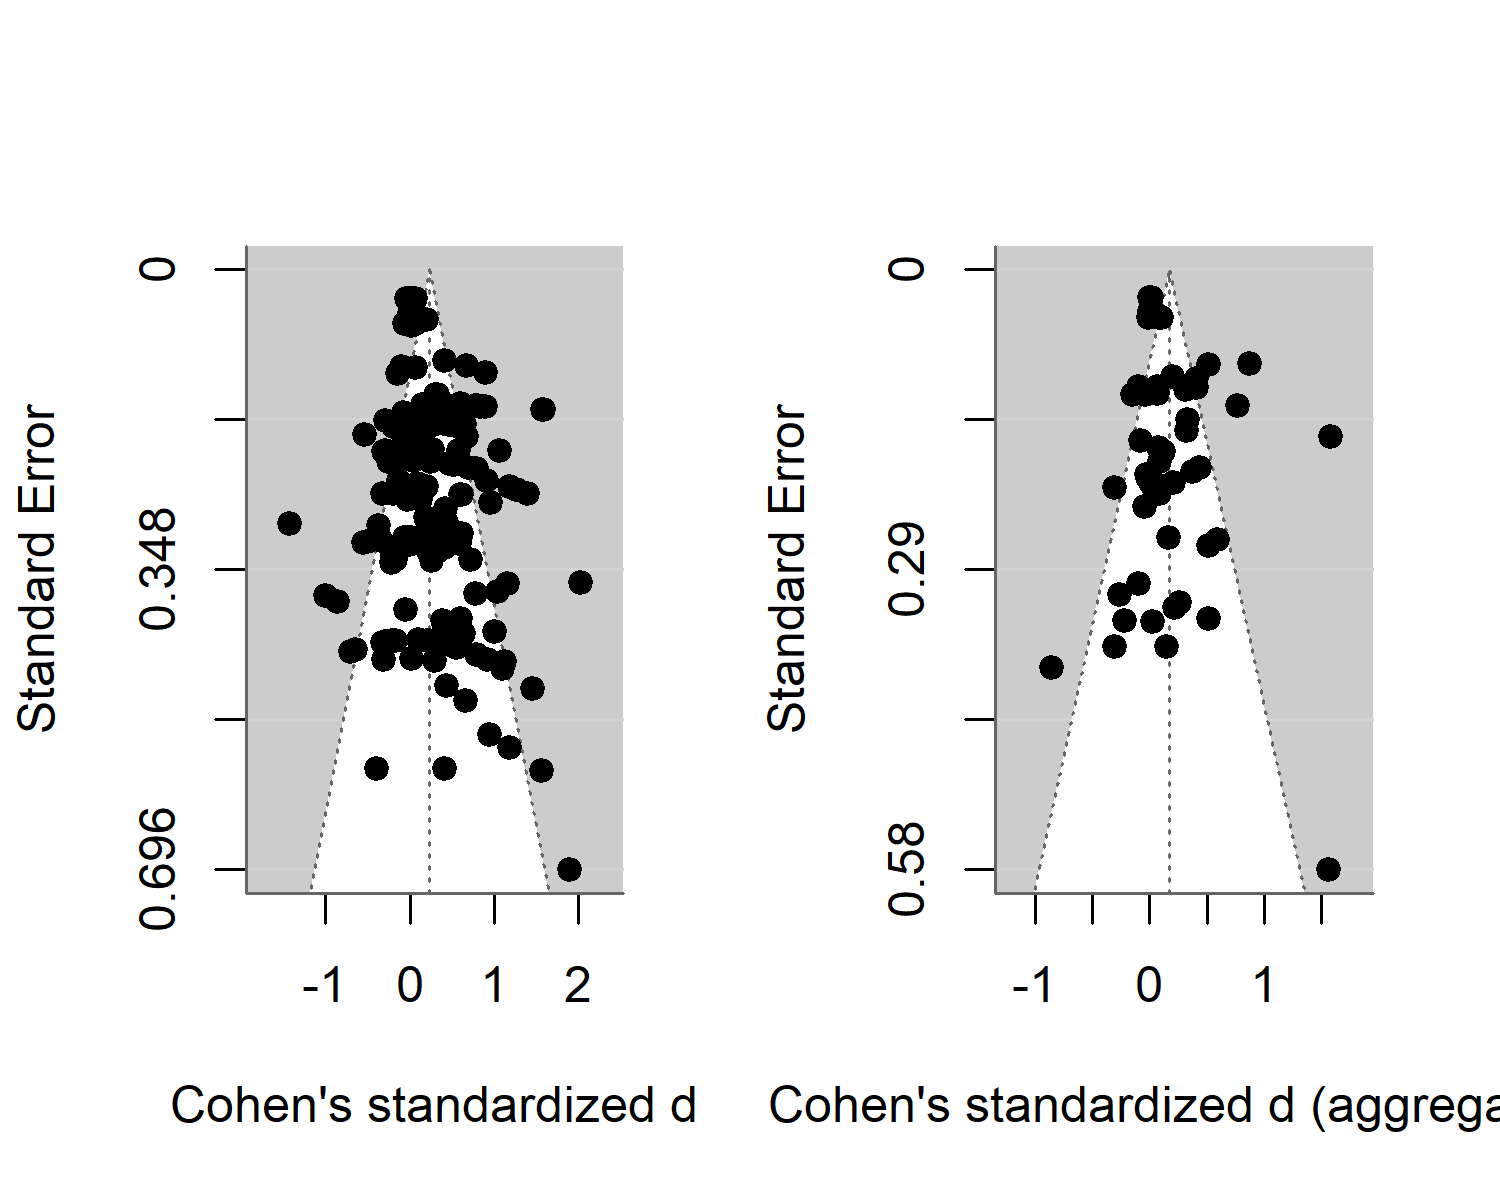 Standard Error
0
0.348
0.696
-1 0 1 2
Cohen's standardized d
Standard Error
0
0.29
0.58
-1 0 1
Cohen's standardized d (aggrega